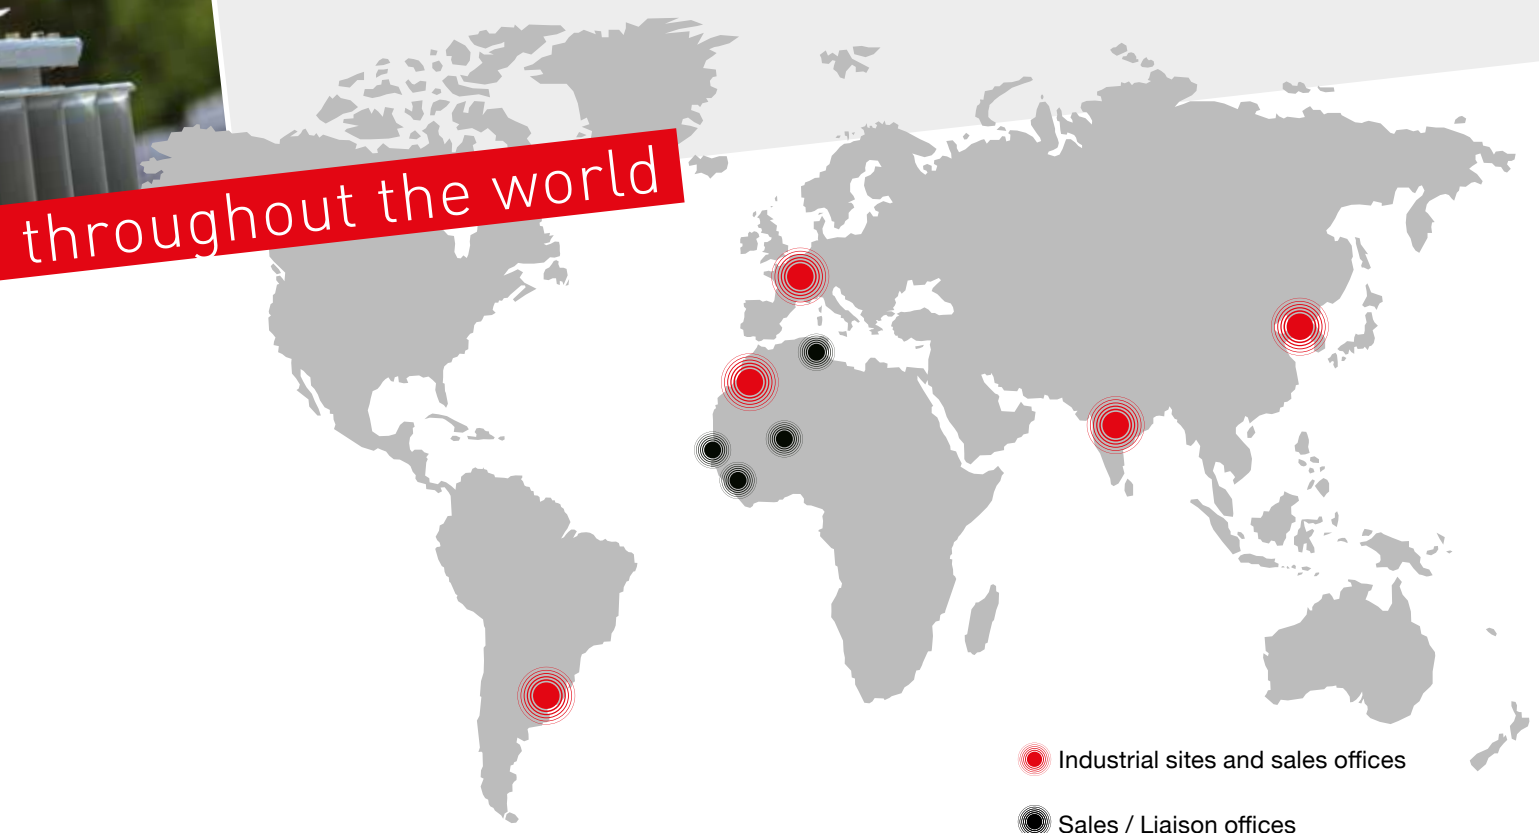 throughout the world
Industrial sites and sales offices
Sales / Liaison offices